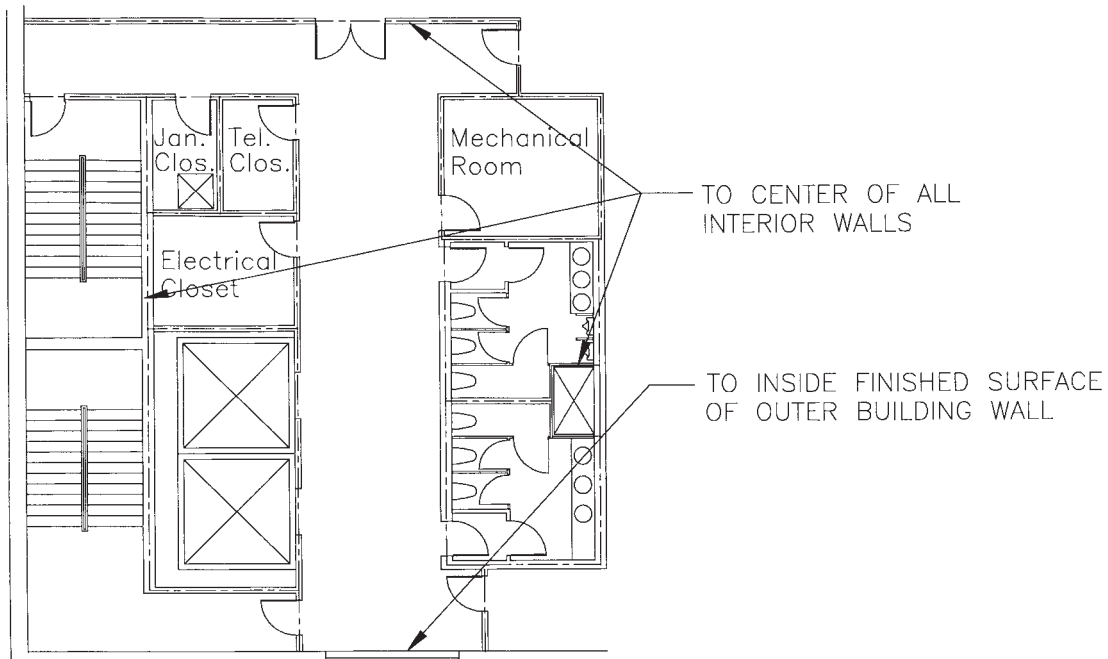 Jan.
Clos.
Tel.
Clos.
Mechanical
Room
TO CENTER OF ALL
INTERIOR WALLS
Electrical
Closet
TO INSIDE FINISHED SURFACE
OF OUTER BUILDING WALL